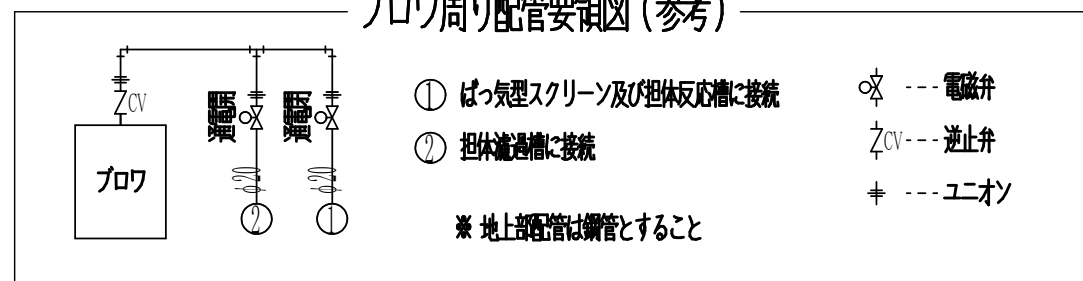 ブロワ周り配管要領図(参考)
CV
通電開
通電閉
ブロワ
φ20
φ20
2
1
① ばっ気型スクリーン及び担体反応槽に接続
② 担体濾過槽に接続
※ 地上部配管は鋼管とすること
---電磁弁
CV---逆止弁
---ユニオン